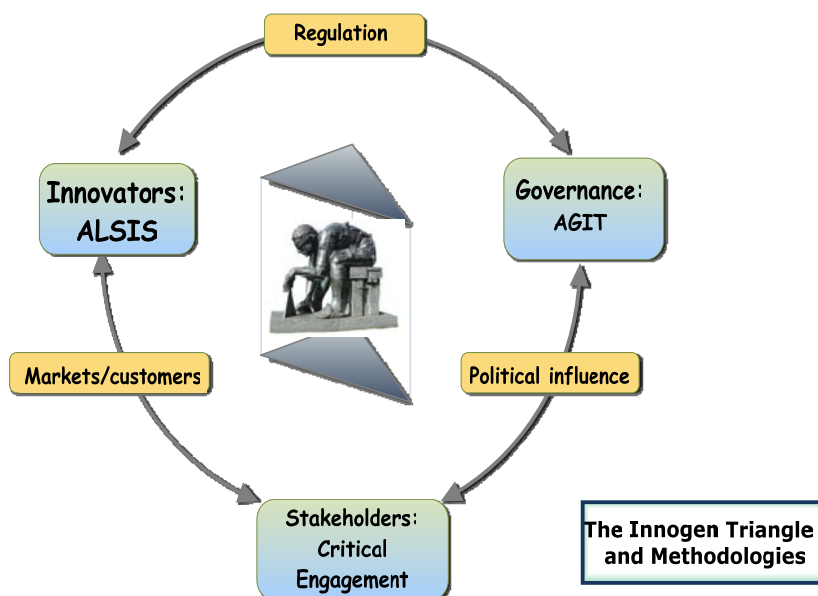 Regulation
Innovators:
ALSIS
Governance:
AGIT
Markets/customers
Political influence
Stakeholders:
Critical
Engagement
The Innogen Triangle
and Methodologies